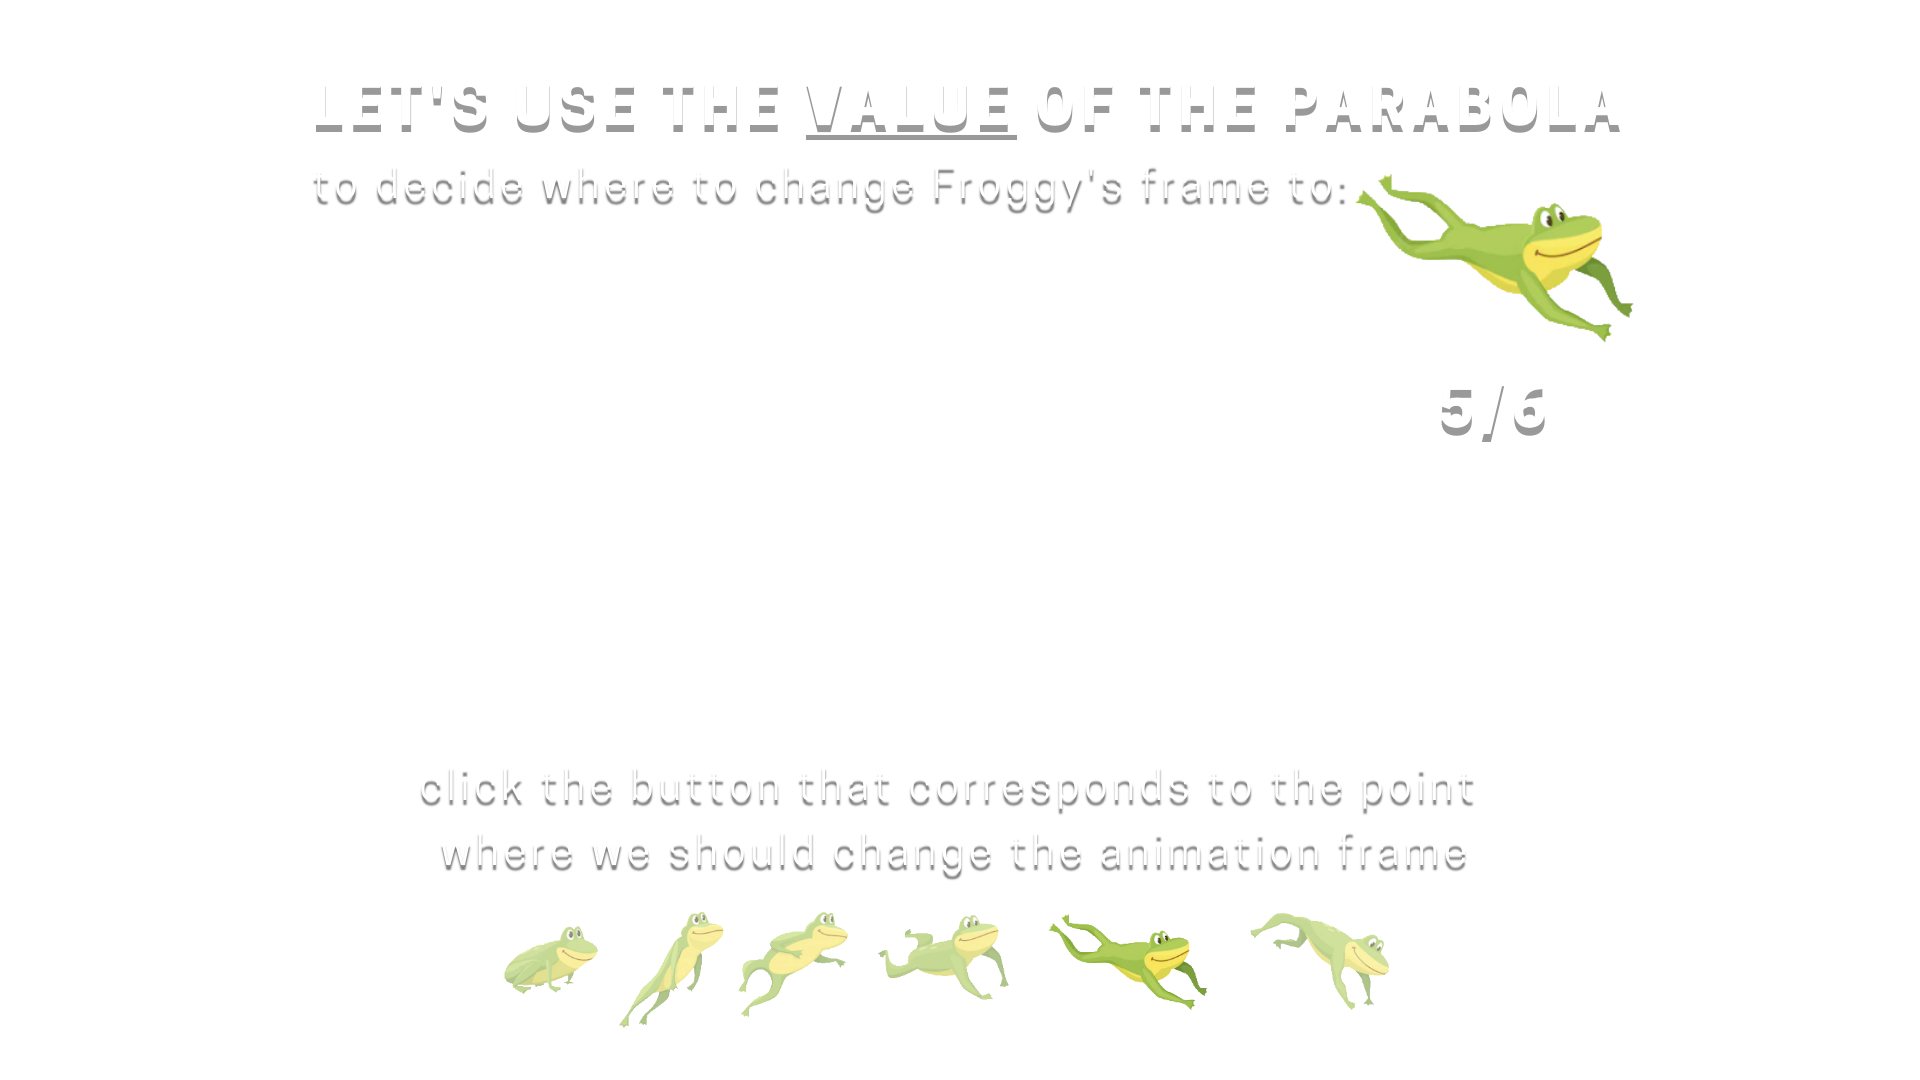 LET'S USE THE VALUE OF THE PARABOLA
to decide where to change Froggy's frame to:
5/6
click the button that corresponds to the point
where we should change the animation frame